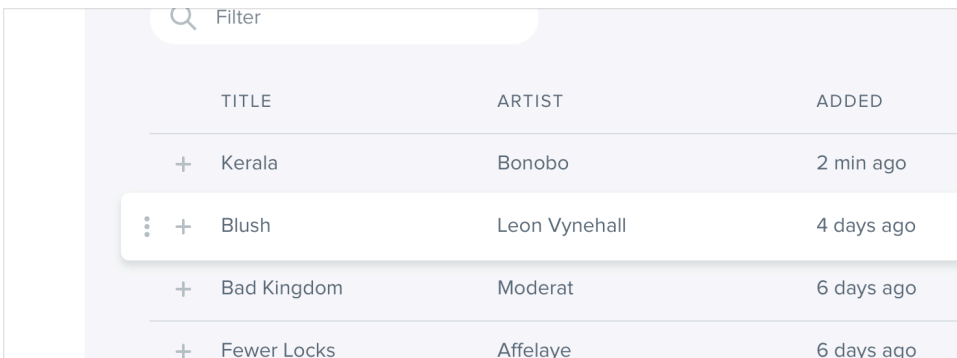 Filter
TITLE ARTIST ADDED
Kerala Bonobo 2 min ago
Blush Leon Vynehall 4 days ago
Bad Kingdom Moderat 6 days ago
Fewer Locks Affelaye 6 days ago